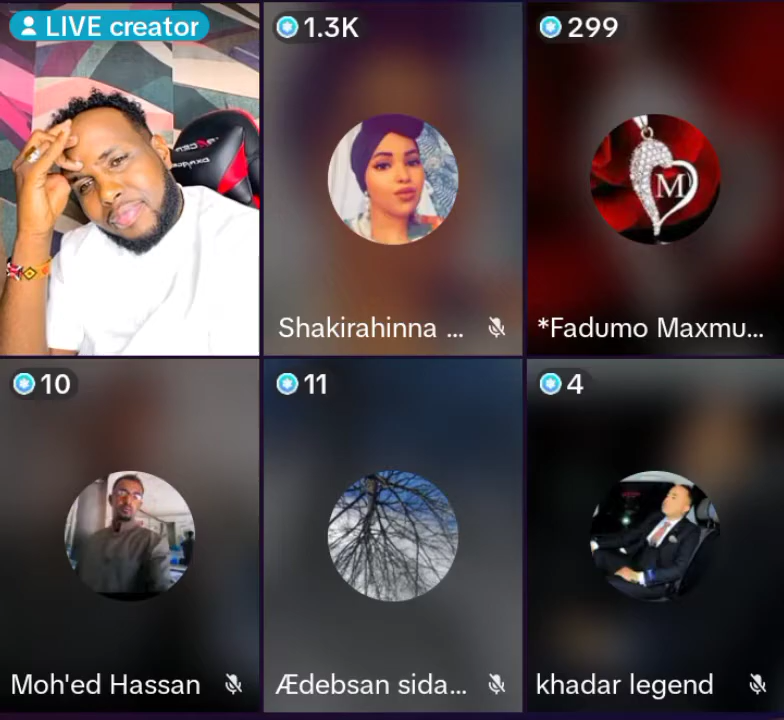 LIVE creator
1.3K
299
M
Shakirahinna ...
*Fadumo Maxmu...
10
11
4
Moh'ed Hassan
Ædebsan sida...
khadar legend